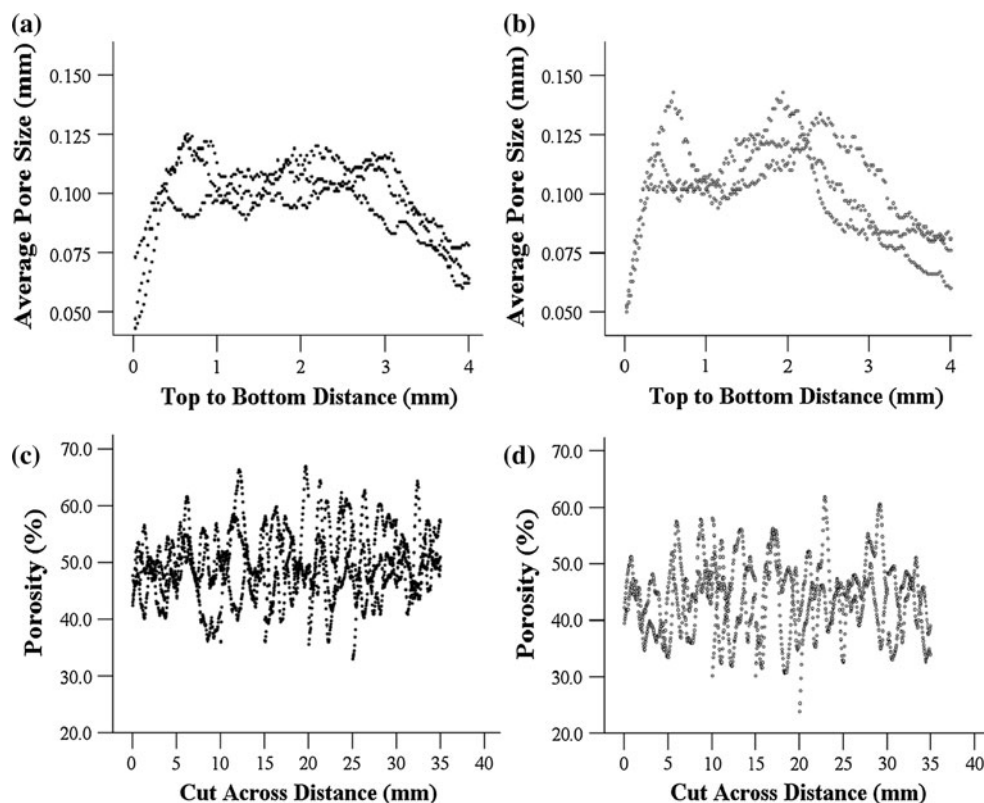 (a)
Average Pore Size (mm)
0.150
0.125
0.100
0.075
0.050
0 1 2 3 4
Top to Bottom Distance (mm)
(b)
Average Pore Size (mm)
0.150
0.125
0.100
0.075
0.050
0 1 2 3 4
Top to Bottom Distance (mm)
(c)
Porosity (%)
70.0
60.0
50.0
40.0
30.0
20.0
0 5 10 15 20 25 30 35 40
Cut Across Distance (mm)
(d)
Porosity (%)
70.0
60.0
50.0
40.0
30.0
20.0
0 5 10 15 20 25 30 35 40
Cut Across Distance (mm)